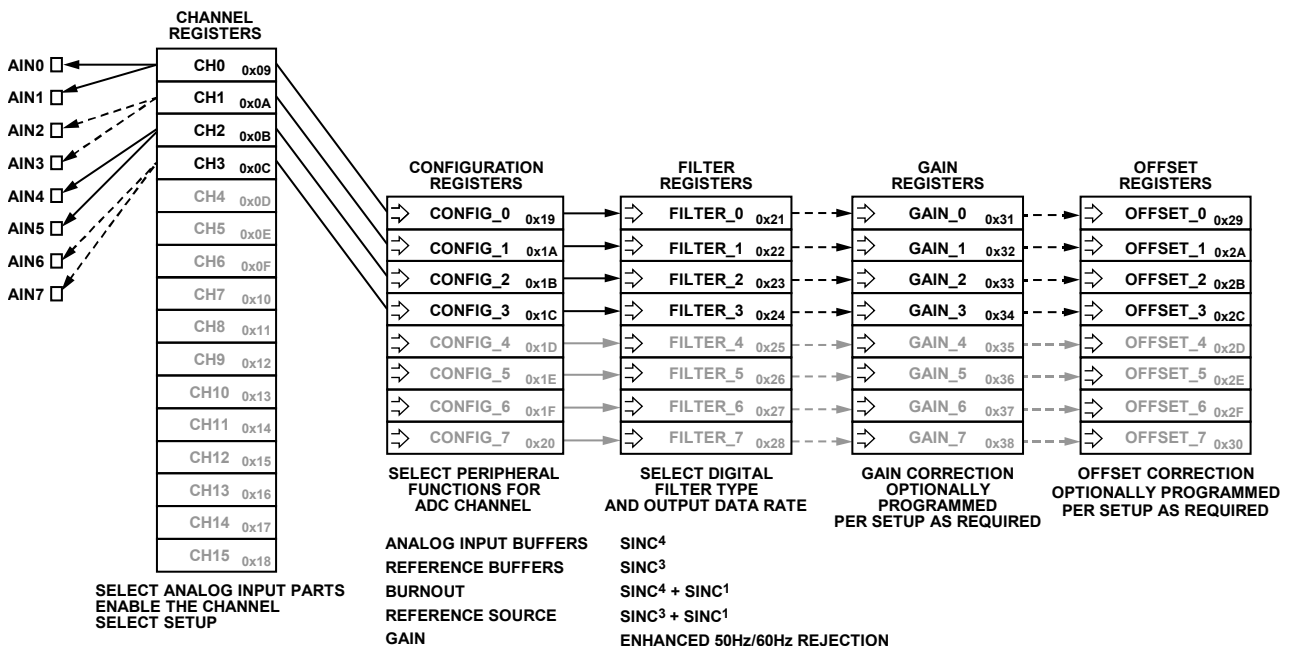 CHANNEL
REGISTERS
AIN0
AIN1
AIN2
AIN3
AIN4
AIN5
AIN6
AIN7
CH0 0x09
CH1 0x0A
CH2 0x0B
CH3 0x0C
CH4 0x0D
CH5 0x0E
CH6 0x0F
CH7 0x10
CH8 0x11
CH9 0x12
CH10 0x13
CH11 0x14
CH12 0x15
CH13 0x16
CH14 0x17
CH15 0x18
SELECT ANALOG INPUT PARTS
ENABLE THE CHANNEL
SELECT SETUP
CONFIGURATION
REGISTERS
CONFIG_0 0x19
CONFIG_1 0x1A
CONFIG_2 0x1B
CONFIG_3 0x1C
CONFIG_4 0x1D
CONFIG_5 0x1E
CONFIG_6 0x1F
CONFIG_7 0x20
SELECT PERIPHERAL
FUNCTIONS FOR
ADC CHANNEL
ANALOG INPUT BUFFERS
REFERENCE BUFFERS
BURNOUT
REFERENCE SOURCE
GAIN
FILTER
REGISTERS
FILTER_0 0x21
FILTER_1 0x22
FILTER_2 0x23
FILTER_3 0x24
FILTER_4 0x25
FILTER_5 0x26
FILTER_6 0x27
FILTER_7 0x28
SELECT DIGITAL
FILTER TYPE
AND OUTPUT DATA RATE
SINC⁴
SINC³
SINC⁴ + SINC¹
SINC³ + SINC¹
ENHANCED 50Hz/60Hz REJECTION
GAIN
REGISTERS
GAIN_0 0x31
GAIN_1 0x32
GAIN_2 0x33
GAIN_3 0x34
GAIN_4 0x35
GAIN_5 0x36
GAIN_6 0x37
GAIN_7 0x38
GAIN CORRECTION
OPTIONALLY
PROGRAMMED
PER SETUP AS REQUIRED
OFFSET
REGISTERS
OFFSET_0 0x29
OFFSET_1 0x2A
OFFSET_2 0x2B
OFFSET_3 0x2C
OFFSET_4 0x2D
OFFSET_5 0x2E
OFFSET_6 0x2F
OFFSET_7 0x30
OFFSET CORRECTION
OPTIONALLY PROGRAMMED
PER SETUP AS REQUIRED